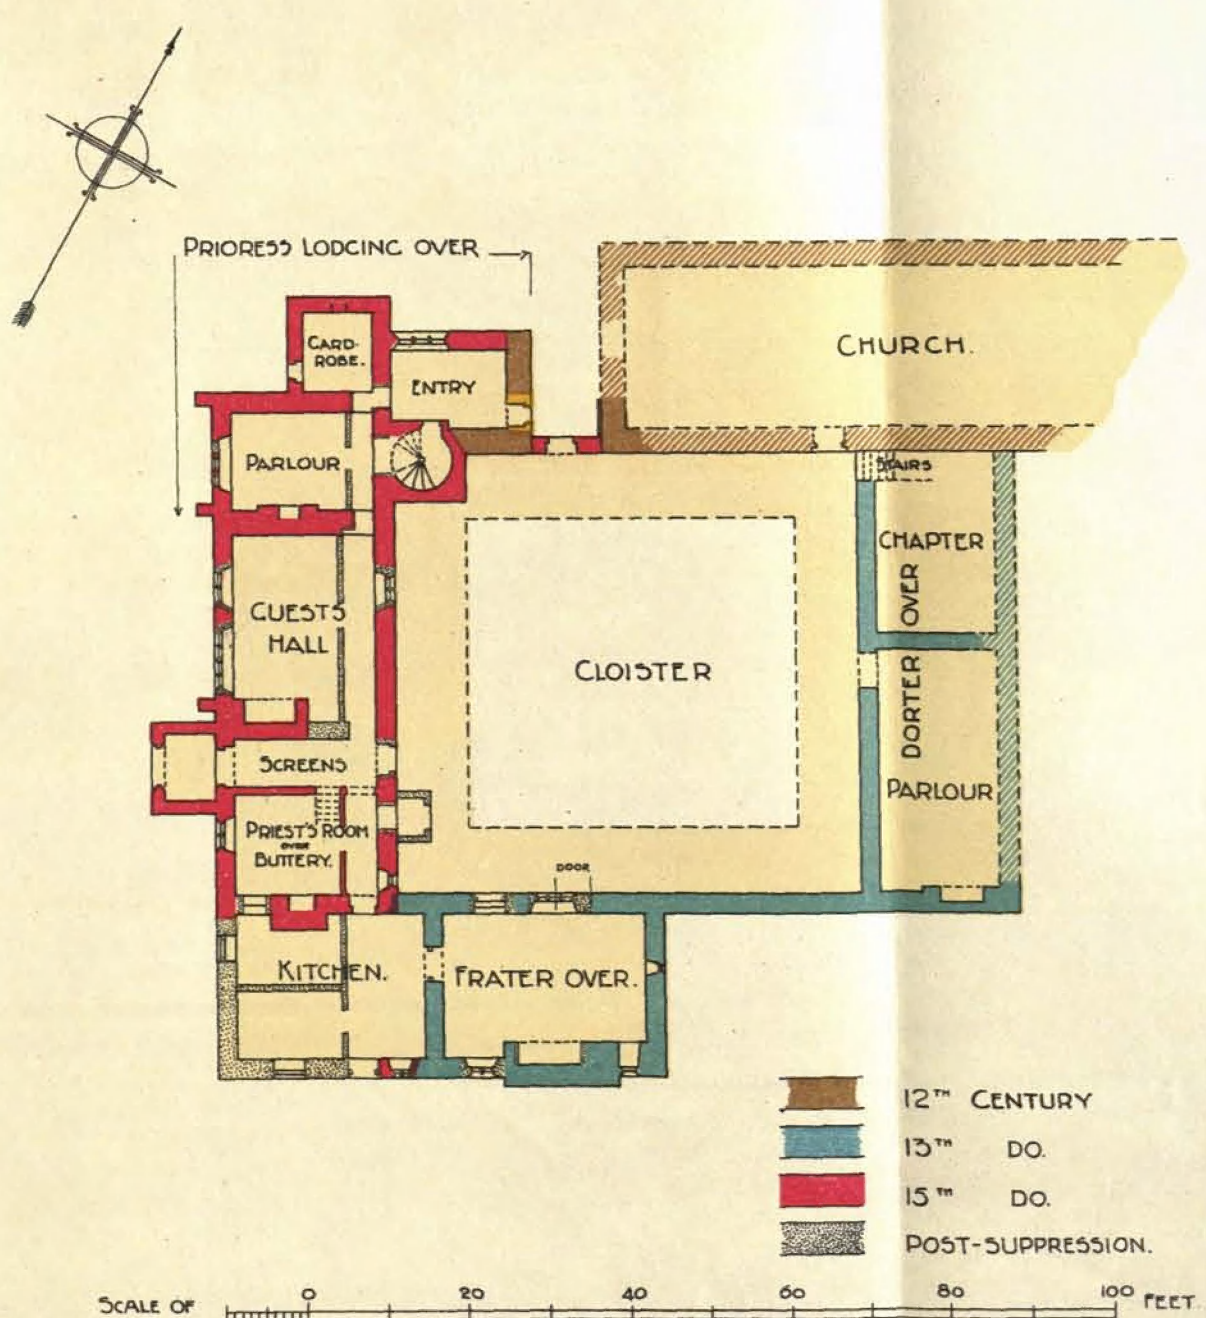 PRIORESS LODGING OVER
GARD-
ROBE.
ENTRY
CHURCH.
PARLOUR
STAIRS
CHAPTER
GUESTS
HALL
CLOISTER
DORTER OVER
SCREENS
PARLOUR
PRIEST'S ROOM
OVER
BUTTERY.
DOOR
KITCHEN.
FRATER OVER.
12TH CENTURY
13TH DO.
15TH DO.
POST-SUPPRESSION.
SCALE OF 0 20 40 60 80 100 FEET.